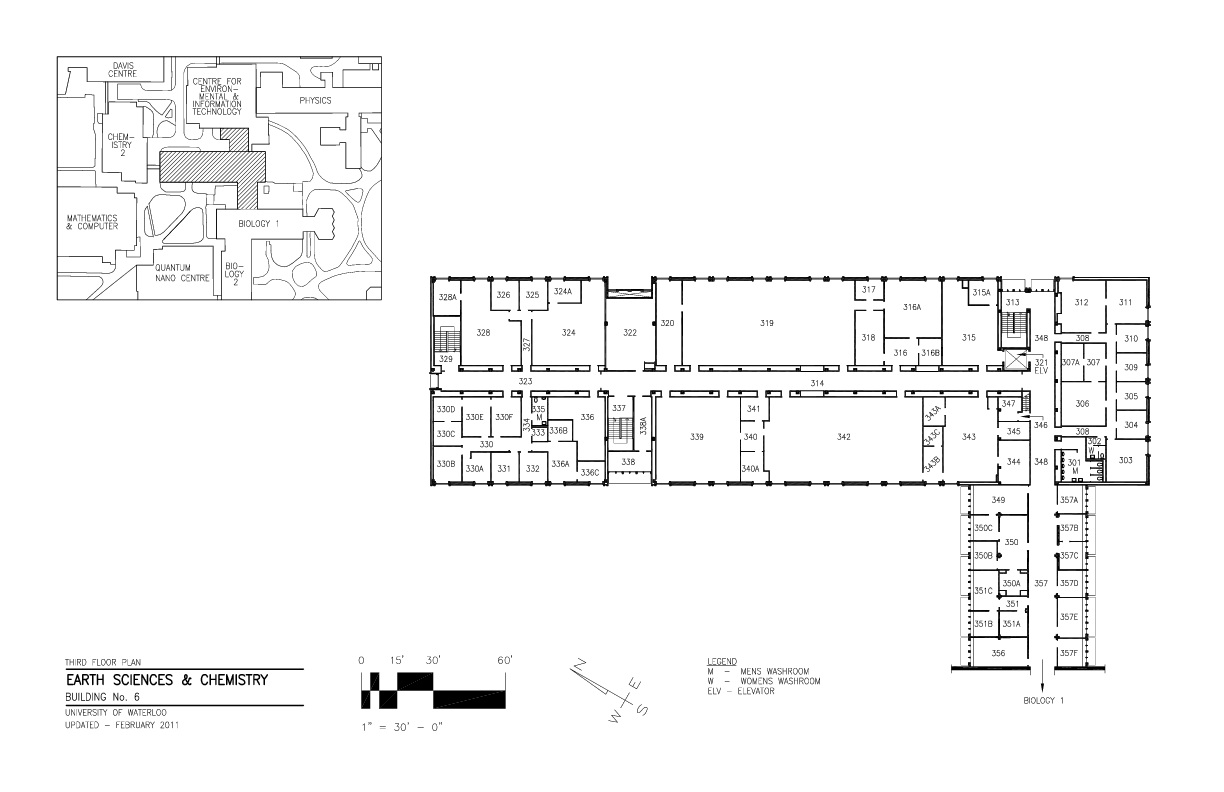 DAVIS
CENTRE
CENTRE FOR
ENVIRON-
MENTAL &
INFORMATION
TECHNOLOGY
PHYSICS
CHEM-
ISTRY
2
MATHEMATICS
& COMPUTER
BIOLOGY 1
QUANTUM
NANO CENTRE
BIO-
LOGY
2
328A 326 325 324A 317 316A 315A 313 312 311
328 327 324 322 320 319 318 316 316B 315 348 308 310
329 321 307A 307 309
ELV
323 314
330D 330E 330F 335 336 337 338A 341 343A 347 306 305
M
330C 334 333 336B 339 340 342 343C 343 345 346 308 304
330 302
W
330B 330A 331 332 336A 336C 338 340A 343B 344 348 301 303
M
349 357A
350C 350 357B
350B 357C
351C 350A 357 357D
351
351B 351A 357E
356 357F
BIOLOGY 1
THIRD FLOOR PLAN
EARTH SCIENCES & CHEMISTRY
BUILDING No. 6
UNIVERSITY OF WATERLOO
UPDATED - FEBRUARY 2011
0 15' 30' 60'
1" = 30' - 0"
N
E
W
S
LEGEND
M - MENS WASHROOM
W - WOMENS WASHROOM
ELV - ELEVATOR